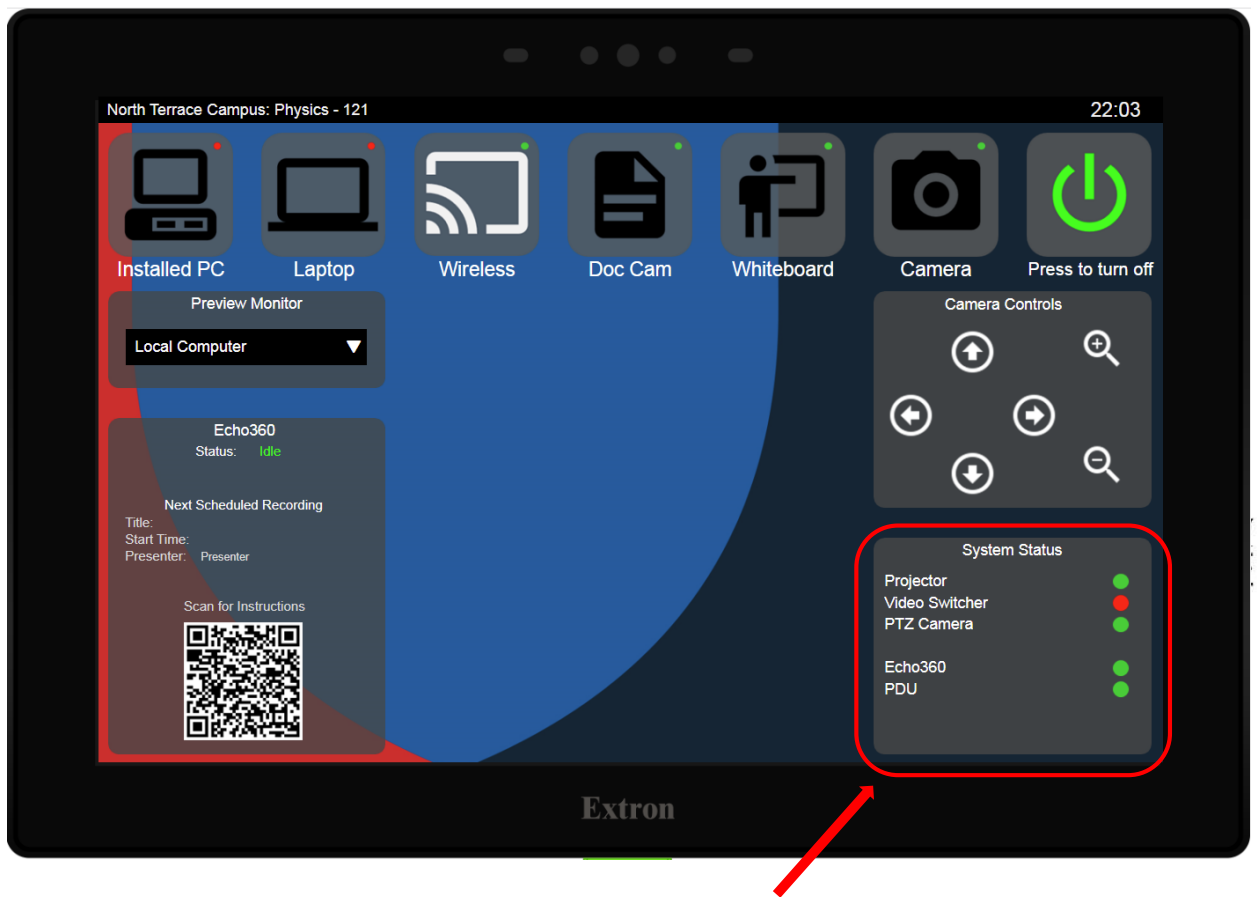 North Terrace Campus: Physics - 121
22:03
Installed PC
Laptop
Wireless
Doc Cam
Whiteboard
Camera
Press to turn off
Preview Monitor
Local Computer
Echo360
Status: Idle
Next Scheduled Recording
Title:
Start Time:
Presenter: Presenter
Scan for Instructions
Camera Controls
System Status
Projector
Video Switcher
PTZ Camera
Echo360
PDU
Extron